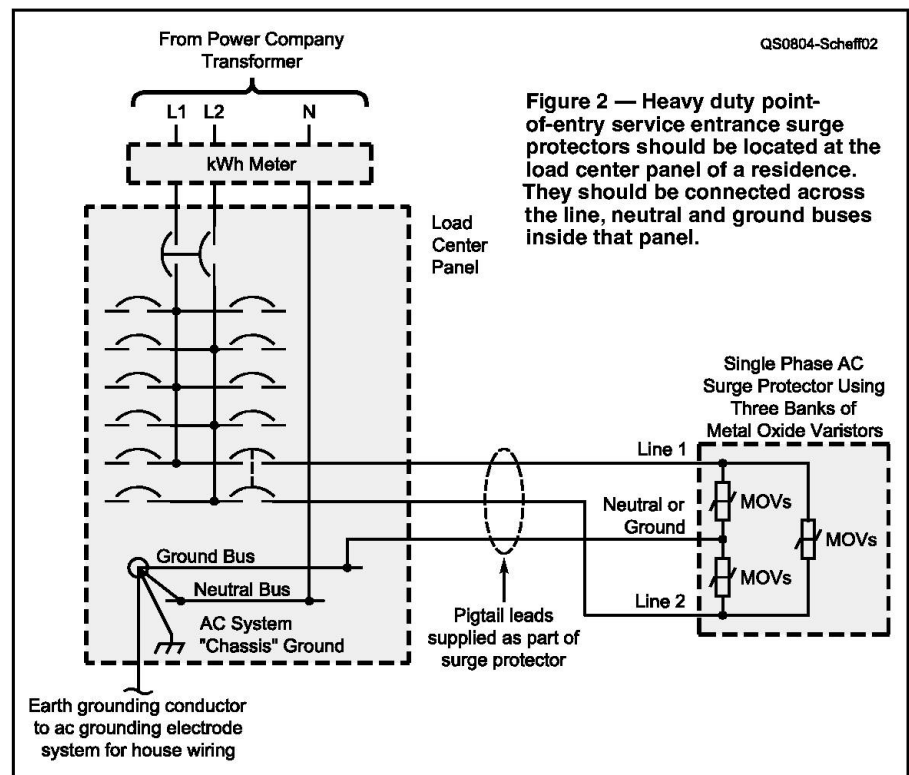 From Power Company
Transformer
QS0804-Scheff02
L1 L2 N
kWh Meter
Figure 2 — Heavy duty point-
of-entry service entrance surge
protectors should be located at the
load center panel of a residence.
They should be connected across
the line, neutral and ground buses
inside that panel.
Load
Center
Panel
Single Phase AC
Surge Protector Using
Three Banks of
Metal Oxide Varistors
Line 1
Neutral or
Ground
Line 2
MOVs
MOVs
MOVs
Ground Bus
Neutral Bus
AC System
"Chassis" Ground
Pigtail leads
supplied as part of
surge protector
Earth grounding conductor
to ac grounding electrode
system for house wiring